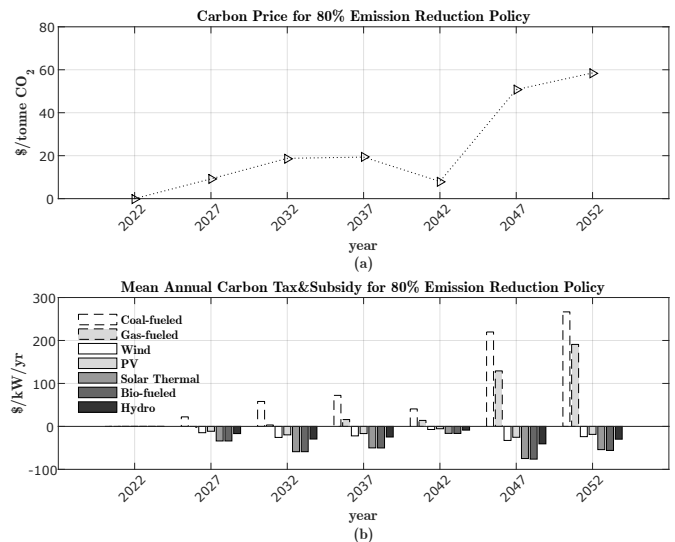 Carbon Price for 80% Emission Reduction Policy
80
60
40
20
0
$/tonne CO2
2022
2027
2032
2037
2042
2047
2052
year
(a)
Mean Annual Carbon Tax&Subsidy for 80% Emission Reduction Policy
300
200
100
0
-100
$/kW/yr
Coal-fueled
Gas-fueled
Wind
PV
Solar Thermal
Bio-fueled
Hydro
2022
2027
2032
2037
2042
2047
2052
year
(b)